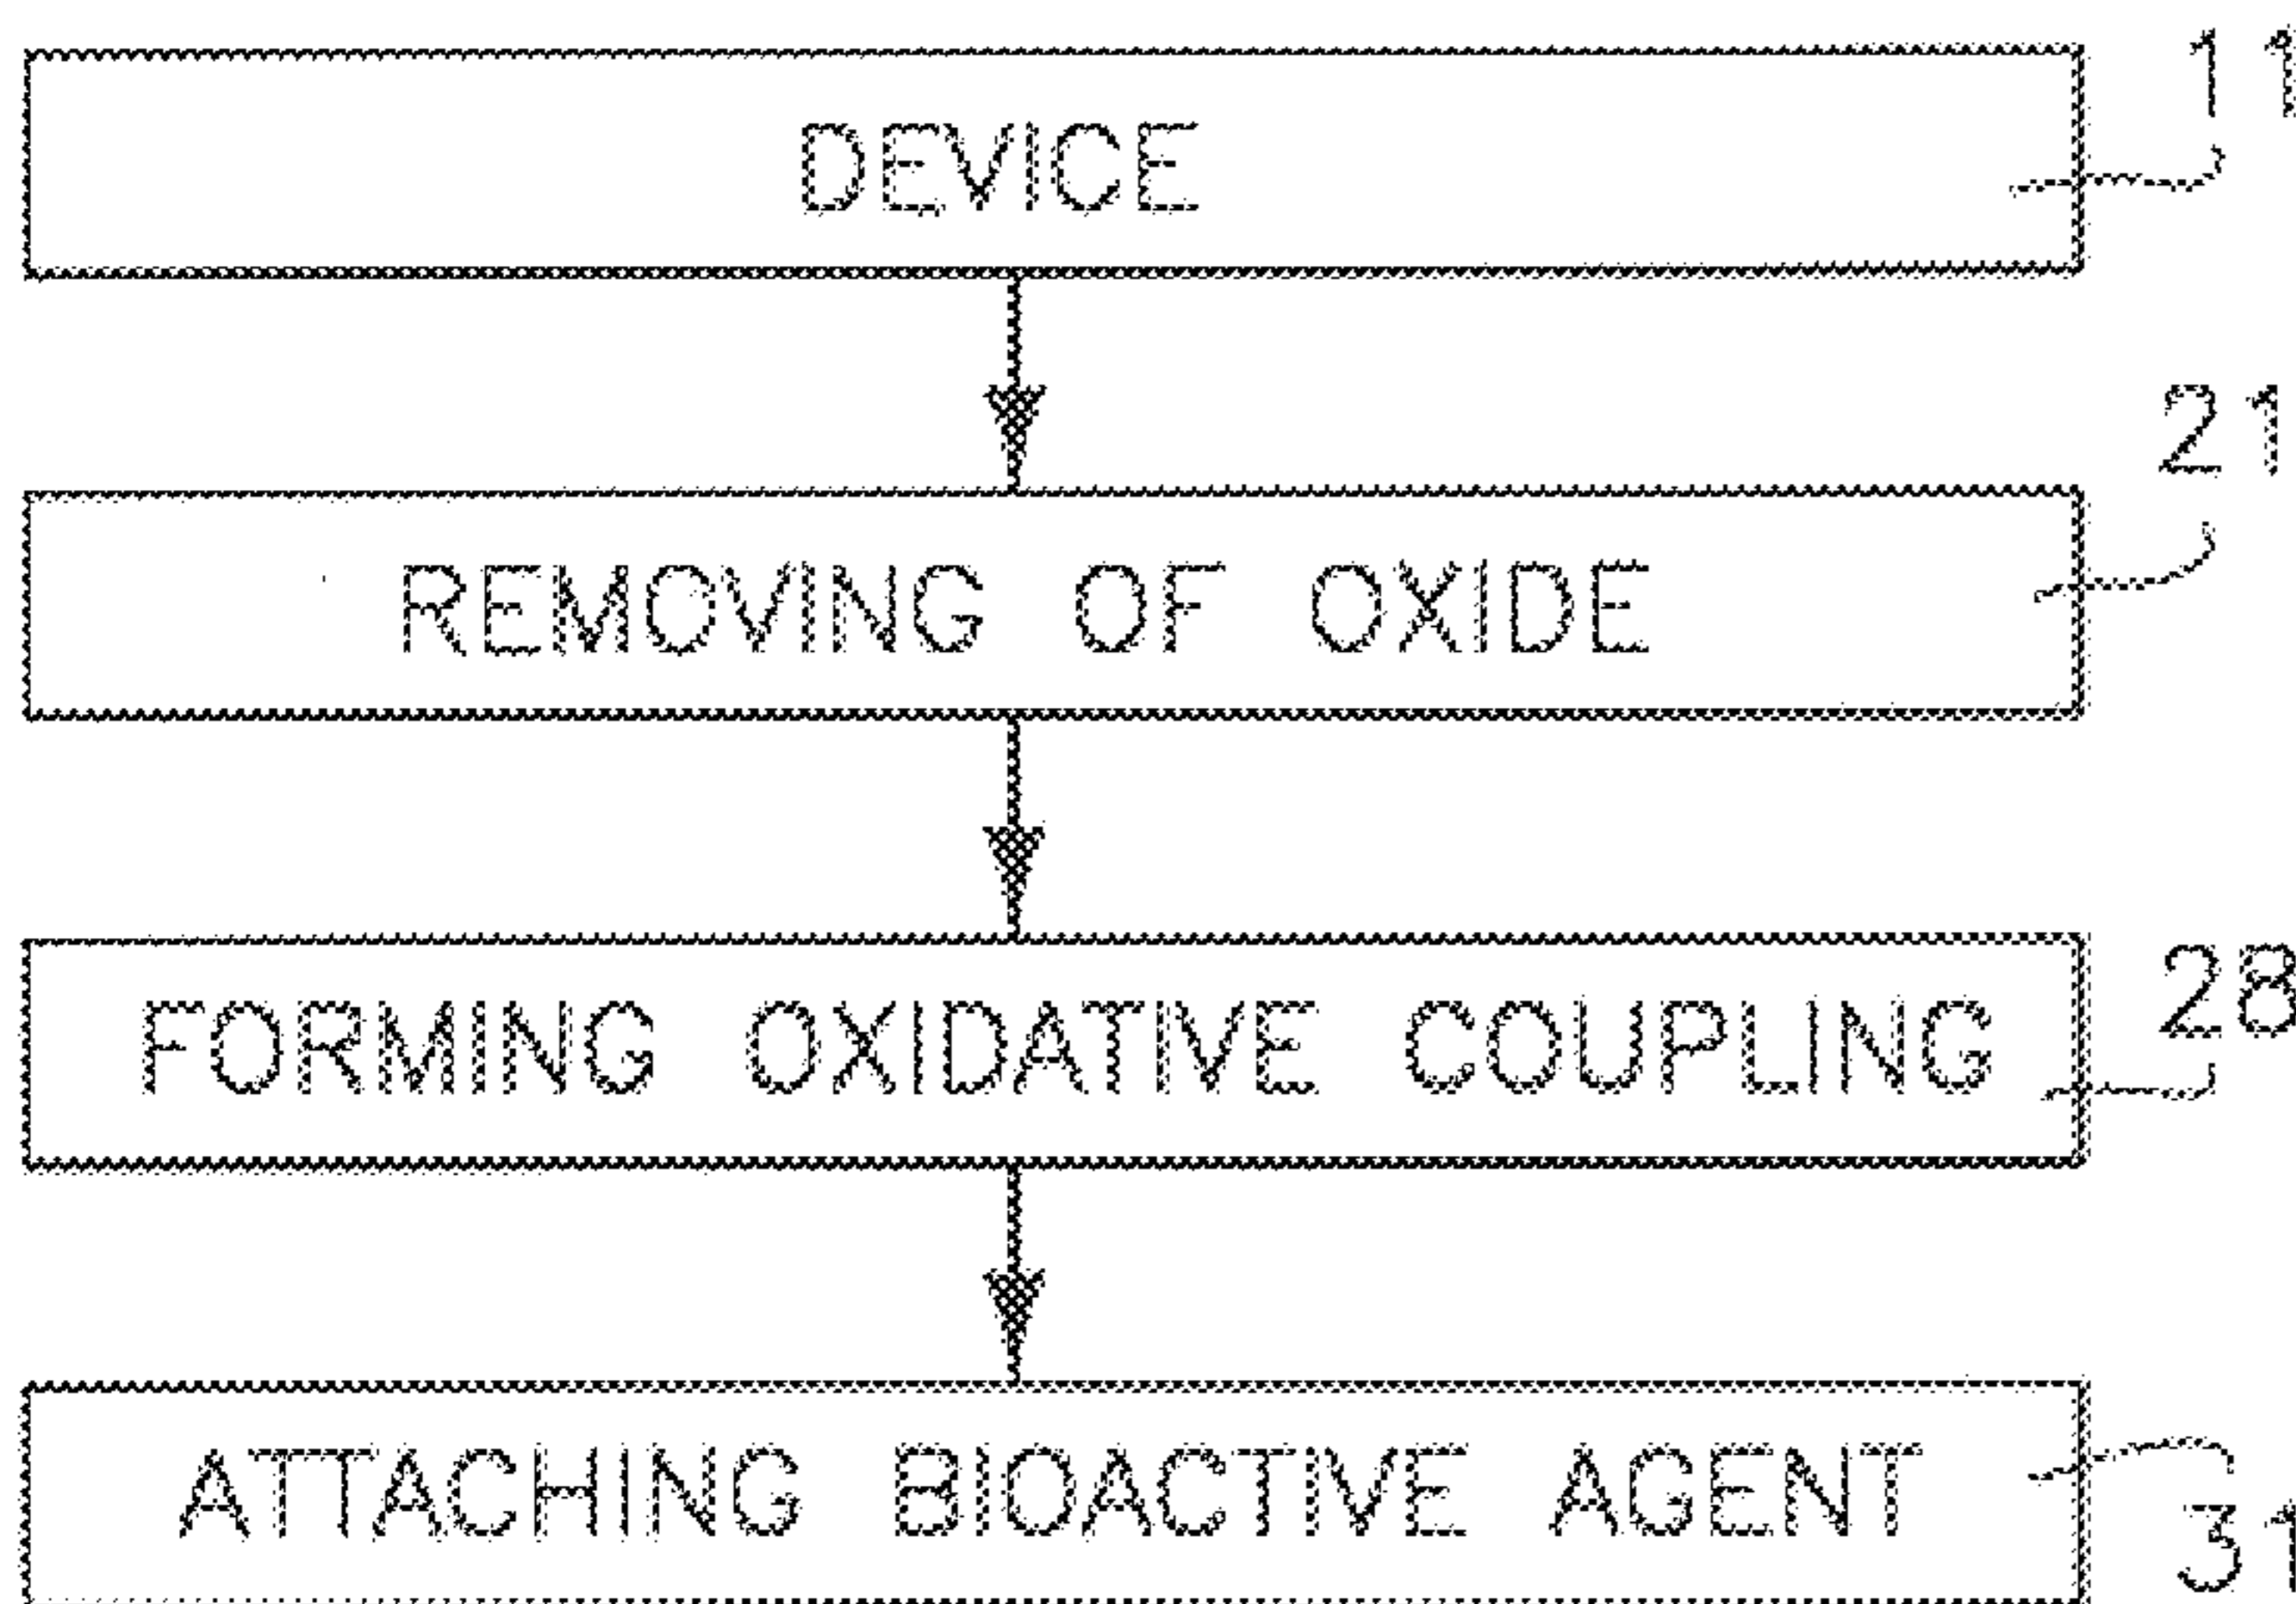 11
DEVICE
21
REMOVING OF OXIDE
28
FORMING OXIDATIVE COUPLING
ATTACHING BIOACTIVE AGENT
31